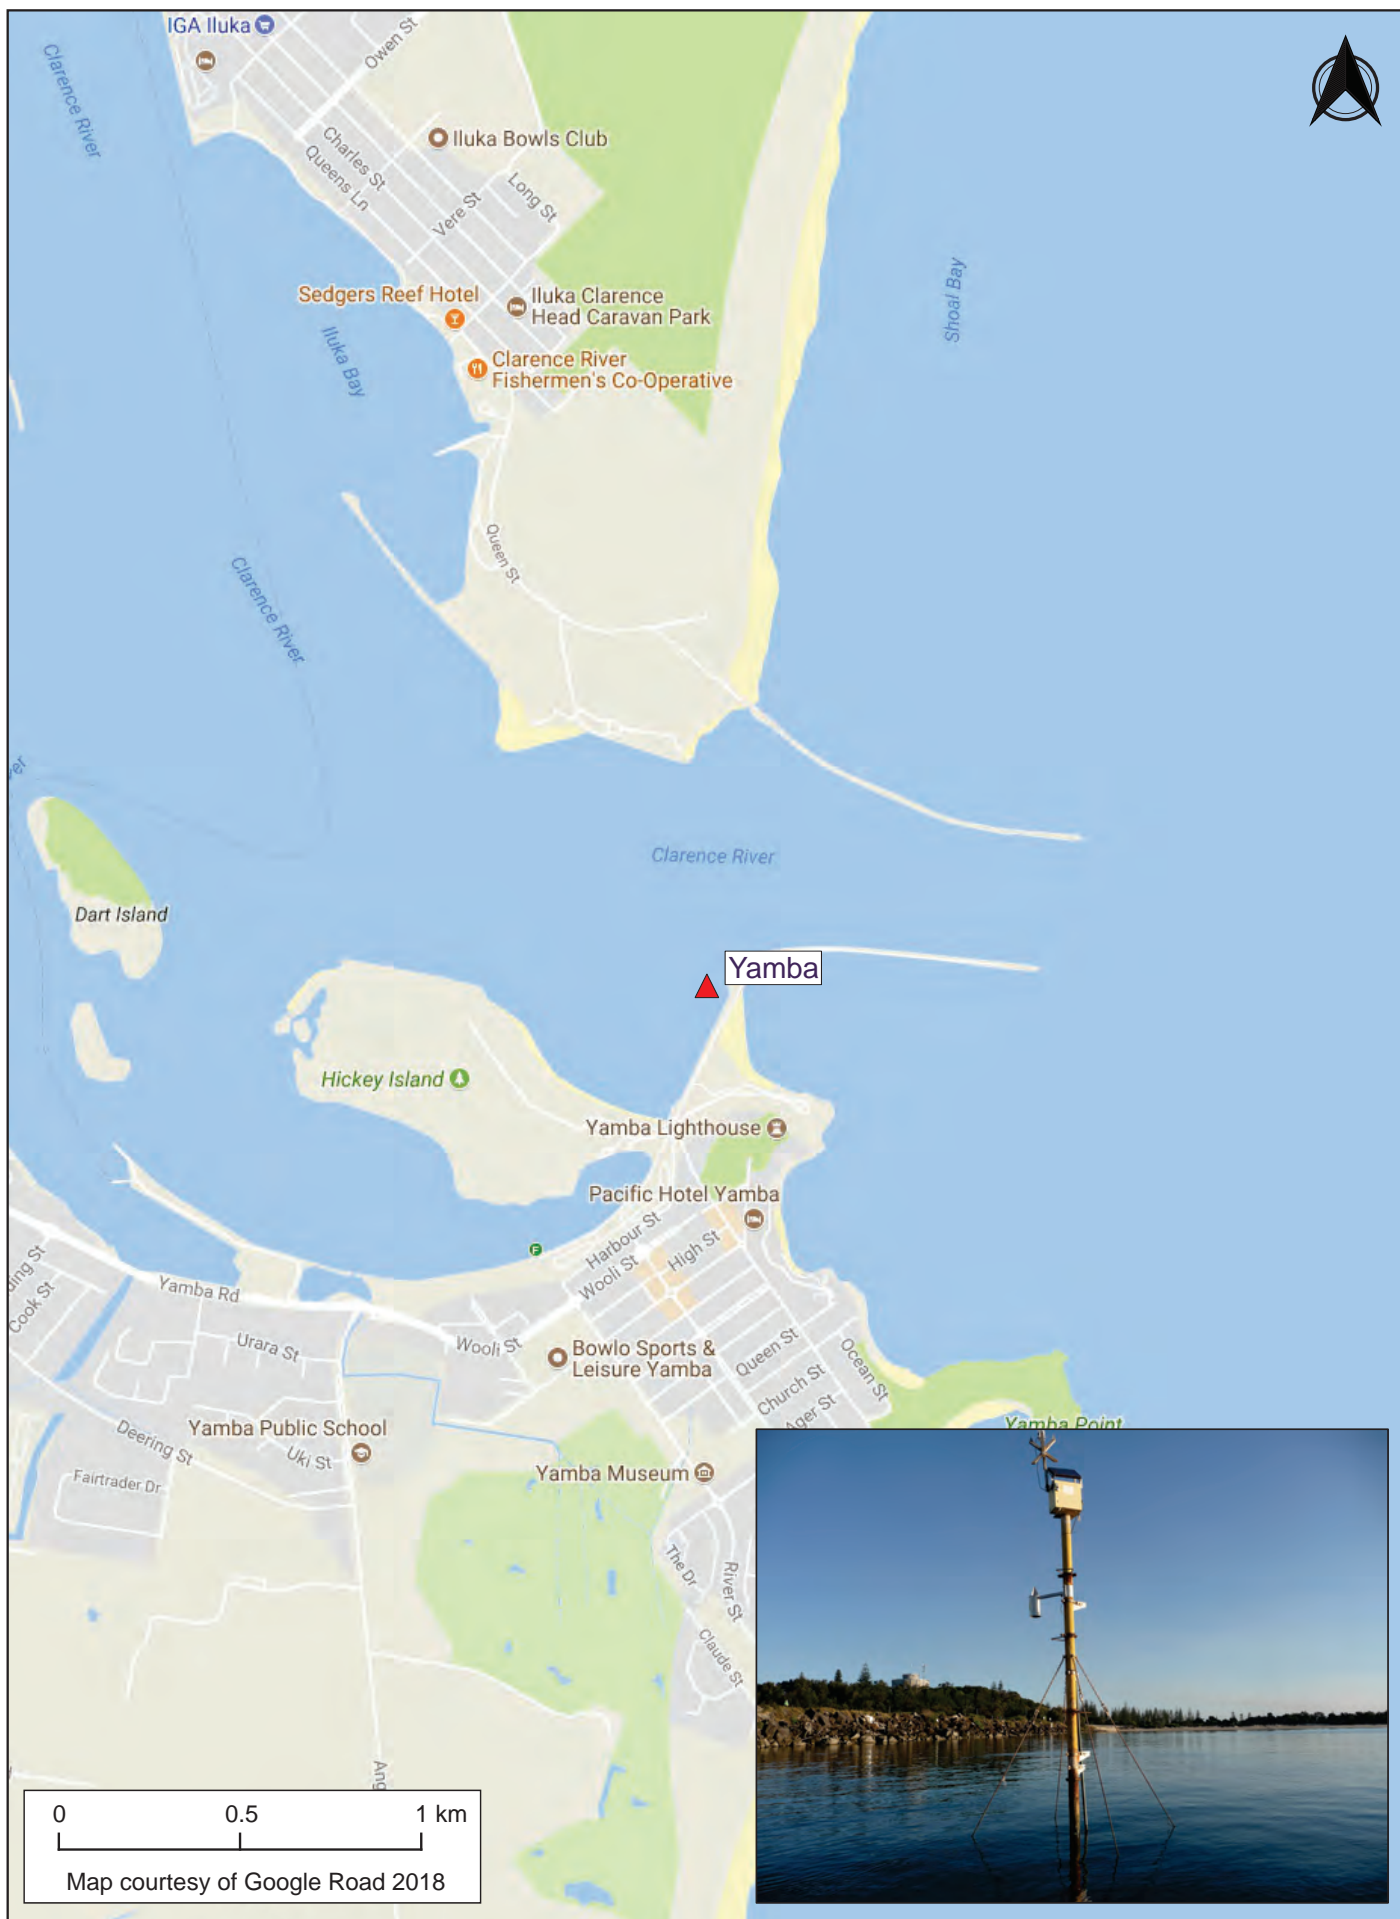 IGA Iluka
Owen St
Clarence River
Iluka Bowls Club
Charles St
Queens Ln
Long St
Vere St
Sedgers Reef Hotel
Iluka Clarence
Head Caravan Park
Shoal Bay
Iluka Bay
Clarence River
Fishermen's Co-Operative
Queen St
Clarence River
Clarence River
Dart Island
Yamba
Hickey Island
Yamba Lighthouse
Pacific Hotel Yamba
Harbour St
Wooli St
High St
F
Yamba Rd
Cook St
Urara St
Wooli St
Bowlo Sports &
Leisure Yamba
Queen St
Ocean St
Church St
Ager St
Yamba Point
Yamba Public School
Deering St
Uki St
Fairtrader Dr
Yamba Museum
The Dr
River St
Claude St
0 0.5 1 km
Map courtesy of Google Road 2018